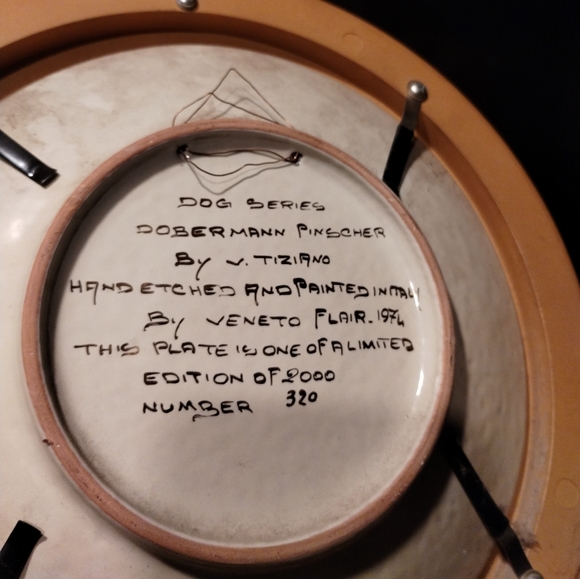 DOG SERIES
DOBERMANN PINSCHER
By V. TIZIANO
HAND ETCHED AND PAINTED IN ITALY
By VENETO FLAIR. 1974
THIS PLATE IS ONE OF A LIMITED
EDITION OF 2000
NUMBER 320